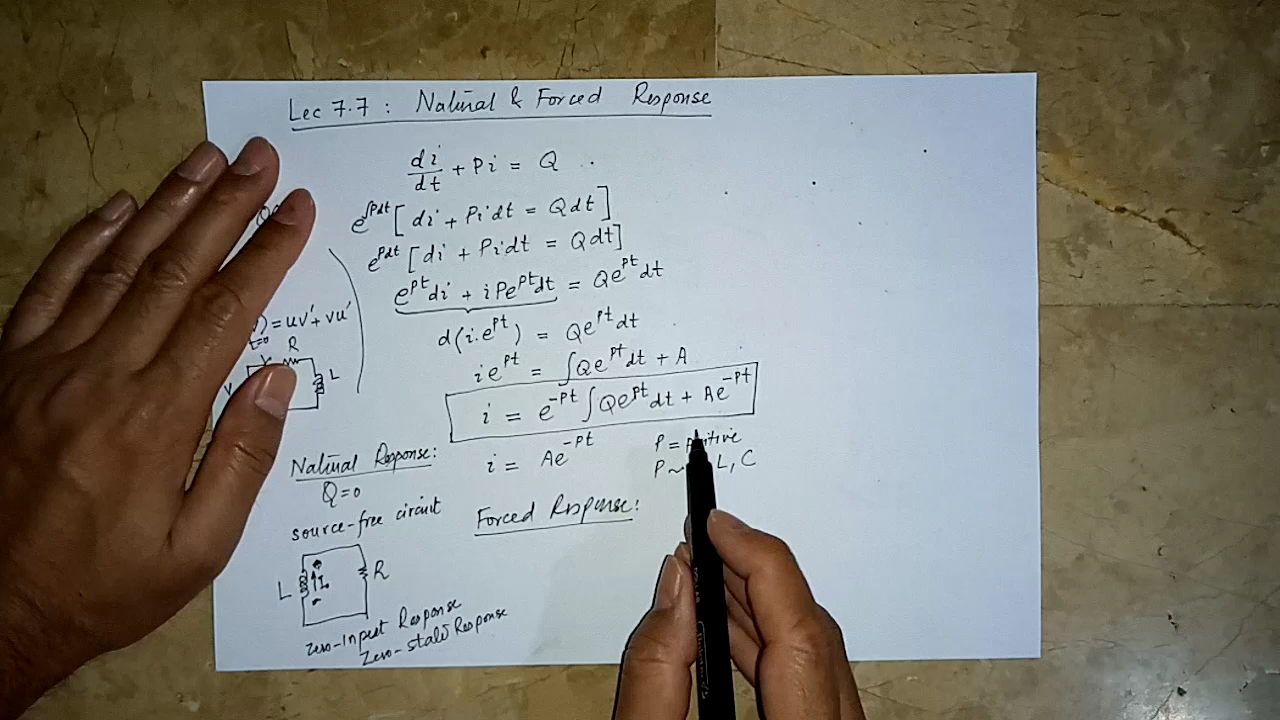 Lec 7.7 : Natural & Forced Response
di/dt + Pi = Q
e^∫Pdt [ di + Pidt = Qdt ]
e^Pdt [ di + Pidt = Qdt ]
e^Pt di + iPe^Pt dt = Qe^Pt dt
d(i.e^Pt) = Qe^Pt dt
) = uv' + vu'
t=0
R
L
V
ie^Pt = ∫Qe^Pt dt + A
i = e^-Pt ∫Qe^Pt dt + Ae^-Pt
Natural Response:
i = Ae^-Pt
P =
P ~ L, C
Q=0
source-free circuit
Forced Response:
L
I₀
R
Zero-Input Response
Zero-State Response